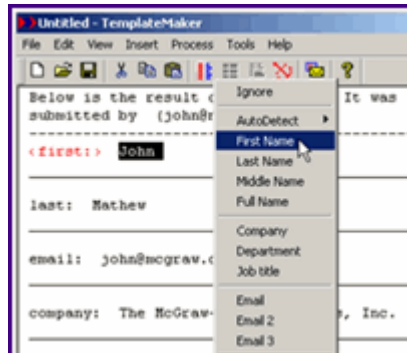 Untitled - TemplateMaker
File Edit View Insert Process Tools Help
Below is the result It was
submitted by (john@
<first:> John
last: Mathew
email: john@mcgraw.
company: The McGraw- , Inc.
Ignore
AutoDetect
First Name
Last Name
Middle Name
Full Name
Company
Department
Job title
Email
Email 2
Email 3